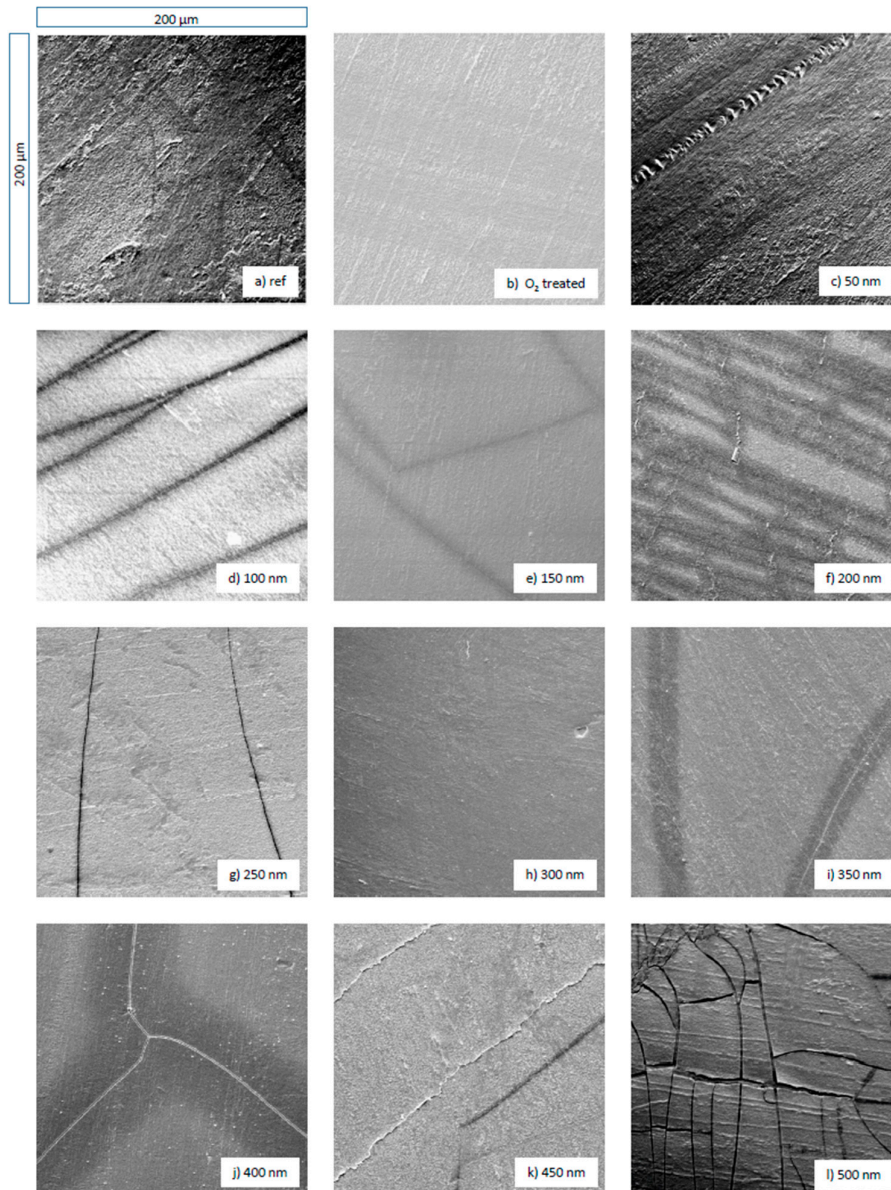 200 µm
200 µm
a) ref
b) O₂ treated
c) 50 nm
d) 100 nm
e) 150 nm
f) 200 nm
g) 250 nm
h) 300 nm
i) 350 nm
j) 400 nm
k) 450 nm
l) 500 nm